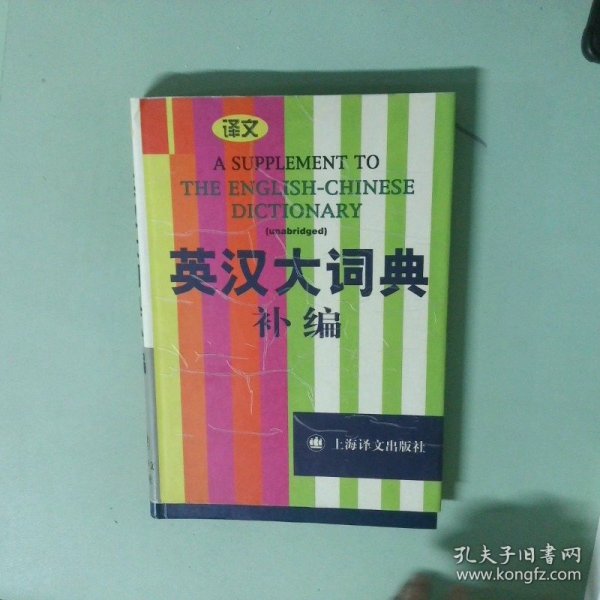 译文
A SUPPLEMENT TO
THE ENGLISH-CHINESE
DICTIONARY
(unabridged)
英汉大词典
补编
上海译文出版社
孔夫子旧书网
www.kongfz.com